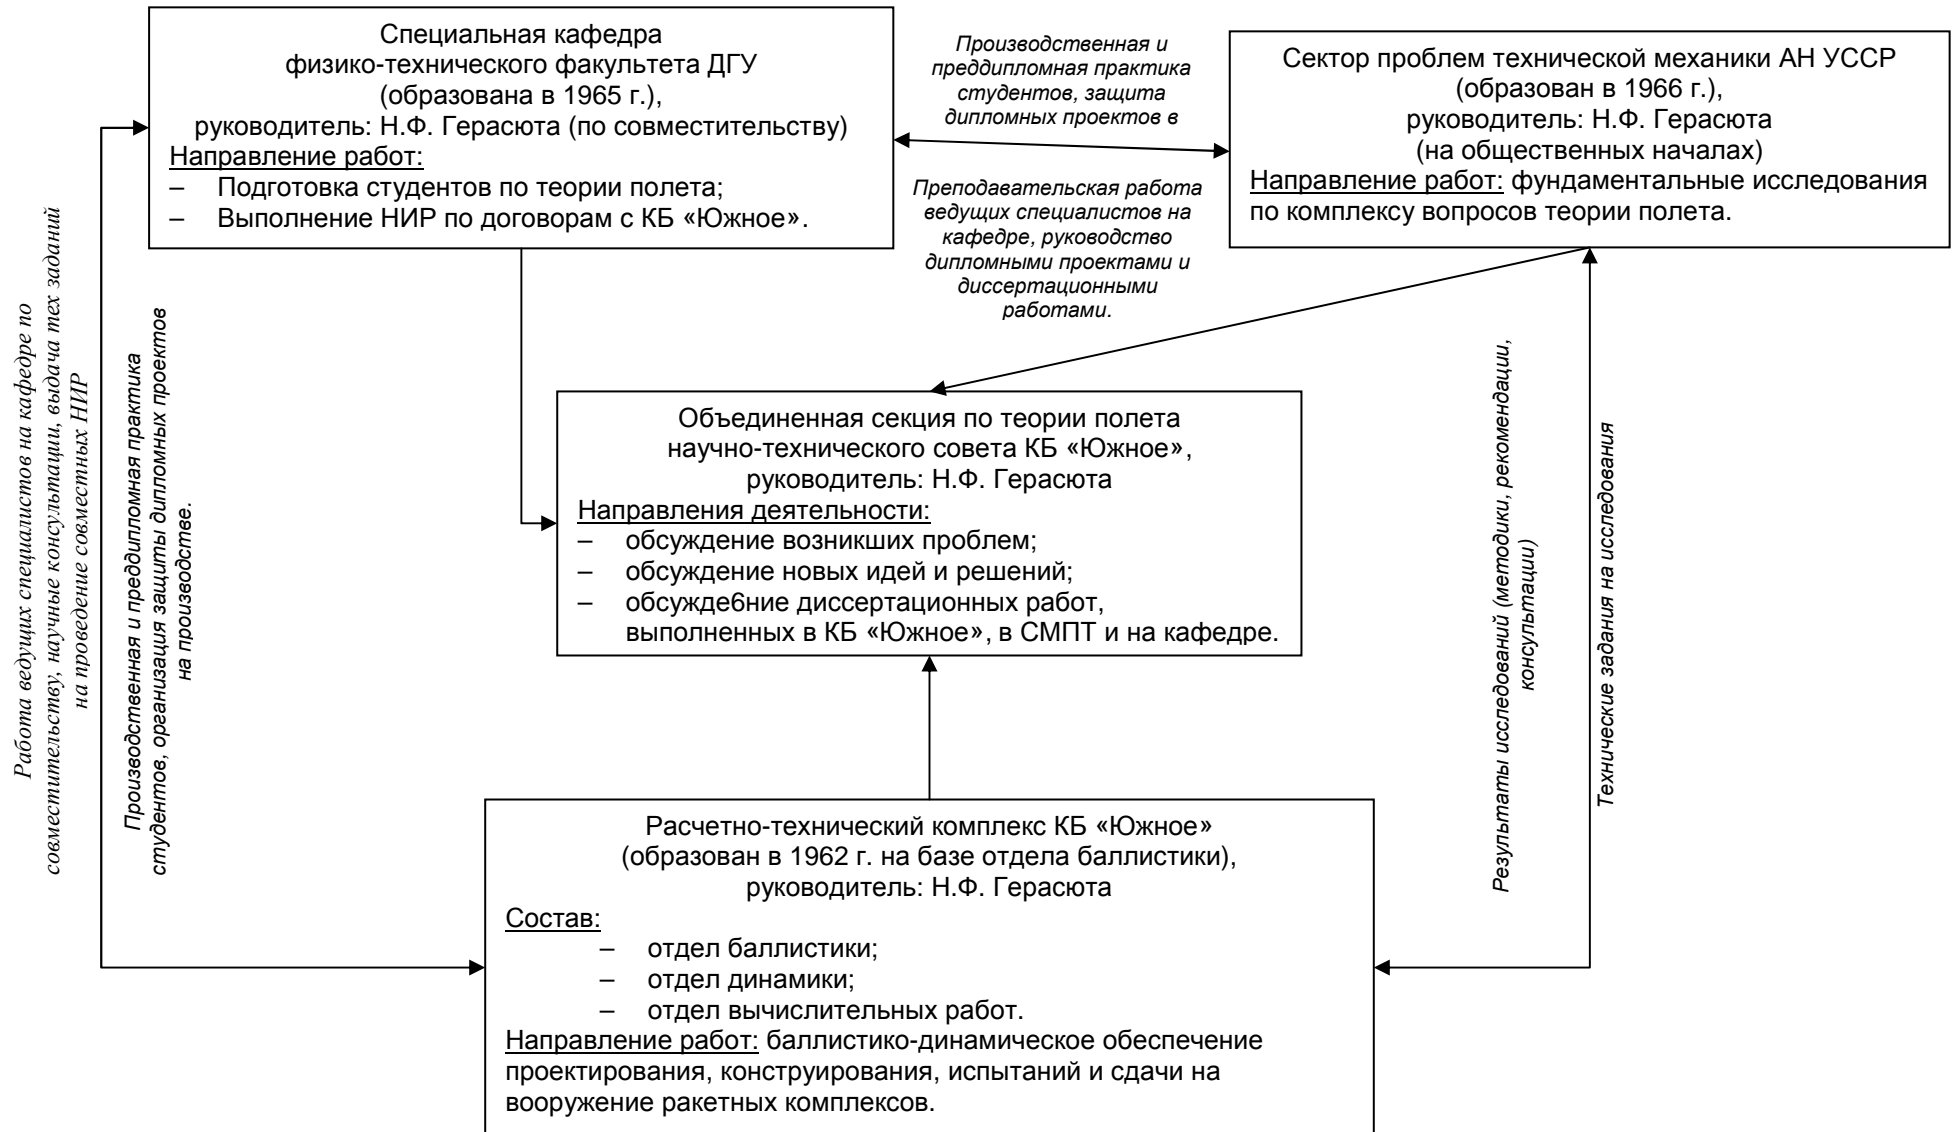 Специальная кафедра
физико-технического факультета ДГУ
(образована в 1965 г.),
руководитель: Н.Ф. Герасюта (по совместительству)
Направление работ:
– Подготовка студентов по теории полета;
– Выполнение НИР по договорам с КБ «Южное».
Производственная и
преддипломная практика
студентов, защита
дипломных проектов в
Преподавательская работа
ведущих специалистов на
кафедре, руководство
дипломными проектами и
диссертационными
работами.
Сектор проблем технической механики АН УССР
(образован в 1966 г.),
руководитель: Н.Ф. Герасюта
(на общественных началах)
Направление работ: фундаментальные исследования
по комплексу вопросов теории полета.
Работа ведущих специалистов на кафедре по
совместительству, научные консультации, выдача тех заданий
на проведение совместных НИР
Производственная и преддипломная практика
студентов, организация защиты дипломных проектов
на производстве.
Объединенная секция по теории полета
научно-технического совета КБ «Южное»,
руководитель: Н.Ф. Герасюта
Направления деятельности:
– обсуждение возникших проблем;
– обсуждение новых идей и решений;
– обсужде6ние диссертационных работ,
выполненных в КБ «Южное», в СМПТ и на кафедре.
Результаты исследований (методики, рекомендации,
консультации)
Технические задания на исследования
Расчетно-технический комплекс КБ «Южное»
(образован в 1962 г. на базе отдела баллистики),
руководитель: Н.Ф. Герасюта
Состав:
– отдел баллистики;
– отдел динамики;
– отдел вычислительных работ.
Направление работ: баллистико-динамическое обеспечение
проектирования, конструирования, испытаний и сдачи на
вооружение ракетных комплексов.